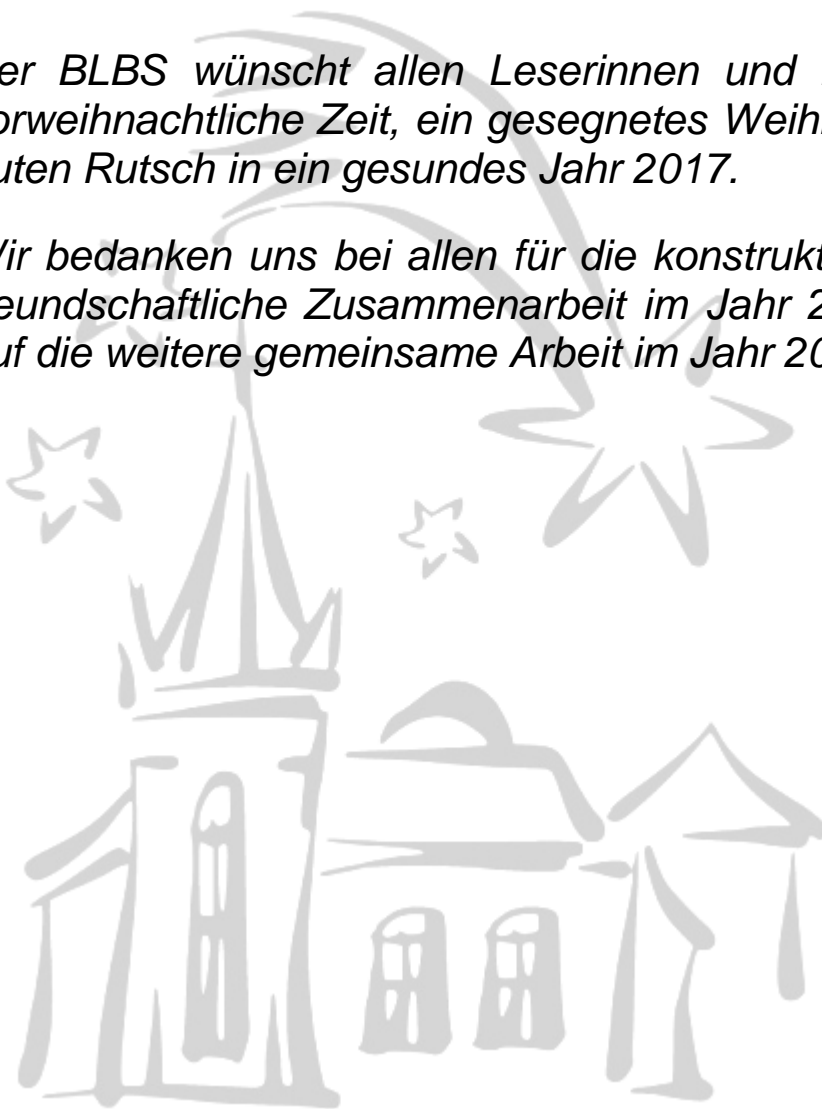 er BLBS wünscht allen Leserinnen und
orweihnachtliche Zeit, ein gesegnetes Weih
uten Rutsch in ein gesundes Jahr 2017.
Wir bedanken uns bei allen für die konstrukt
eundschaftliche Zusammenarbeit im Jahr 2
uf die weitere gemeinsame Arbeit im Jahr 20